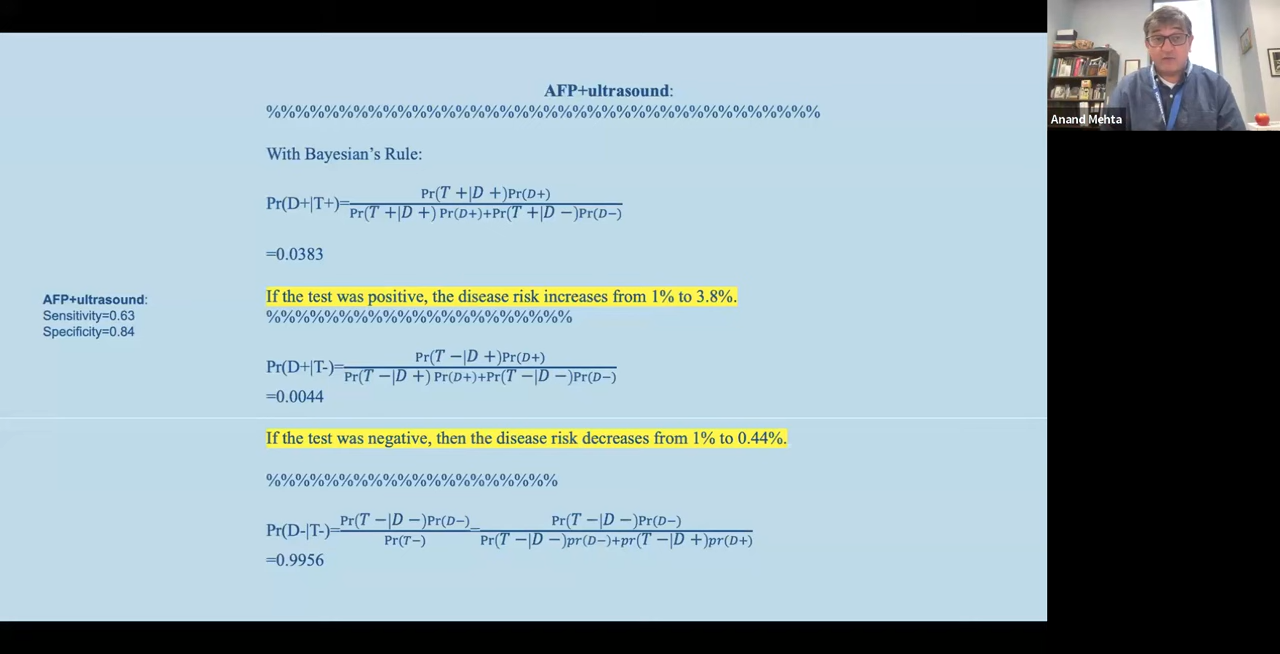 AFP+ultrasound:
%%%%%%%%%%%%%%%%%%%%%%%%%%%%%%%%%%%%%%
With Bayesian's Rule:
Pr(D+|T+)=Pr(T +|D +)Pr(D+)
Pr(T +|D +) Pr(D+)+Pr(T +|D −)Pr(D−)
=0.0383
AFP+ultrasound:
Sensitivity=0.63
Specificity=0.84
If the test was positive, the disease risk increases from 1% to 3.8%.
%%%%%%%%%%%%%%%%%%%%%
Pr(D+|T-)=Pr(T −|D +)Pr(D+)
Pr(T −|D +) Pr(D+)+Pr(T −|D −)Pr(D−)
=0.0044
If the test was negative, then the disease risk decreases from 1% to 0.44%.
%%%%%%%%%%%%%%%%%%%%
Pr(D-|T-)=Pr(T −|D −)Pr(D−) = Pr(T −|D −)Pr(D−)
Pr(T−) Pr(T −|D −)pr(D−)+pr(T −|D +)pr(D+)
=0.9956
Anand Mehta